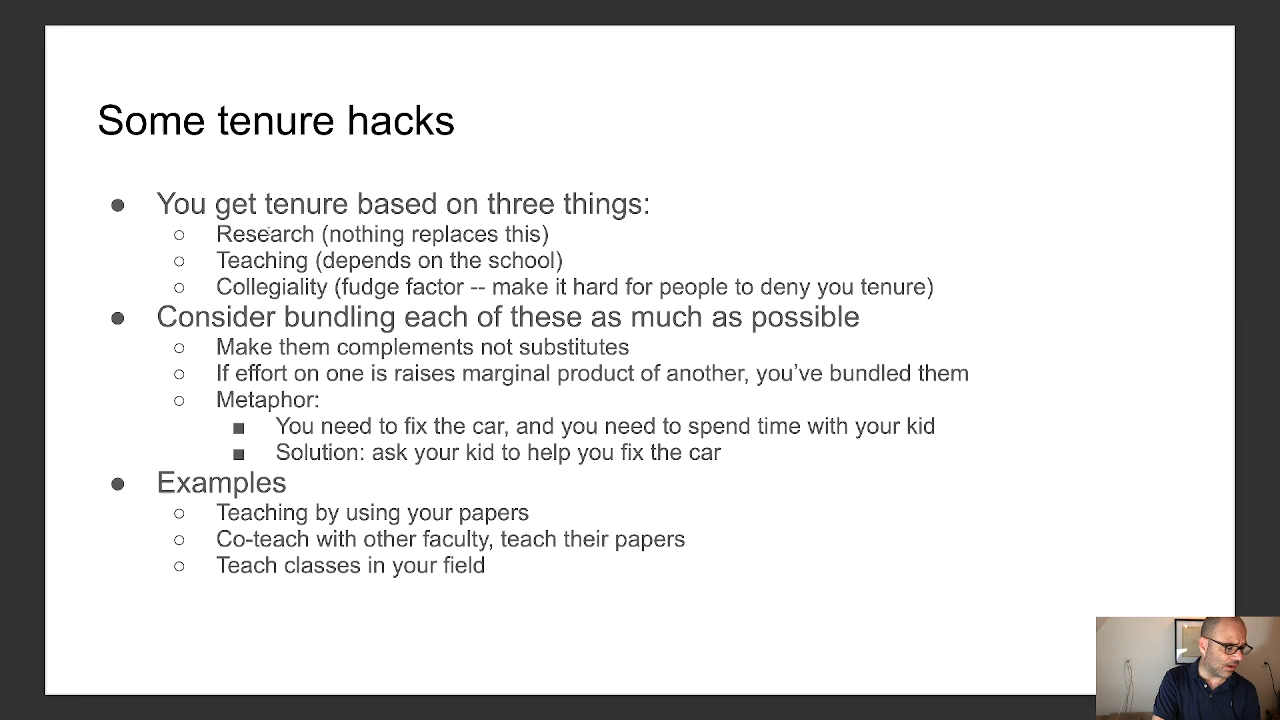 Some tenure hacks
● You get tenure based on three things:
○ Research (nothing replaces this)
○ Teaching (depends on the school)
○ Collegiality (fudge factor -- make it hard for people to deny you tenure)
● Consider bundling each of these as much as possible
○ Make them complements not substitutes
○ If effort on one is raises marginal product of another, you’ve bundled them
○ Metaphor:
■ You need to fix the car, and you need to spend time with your kid
■ Solution: ask your kid to help you fix the car
● Examples
○ Teaching by using your papers
○ Co-teach with other faculty, teach their papers
○ Teach classes in your field